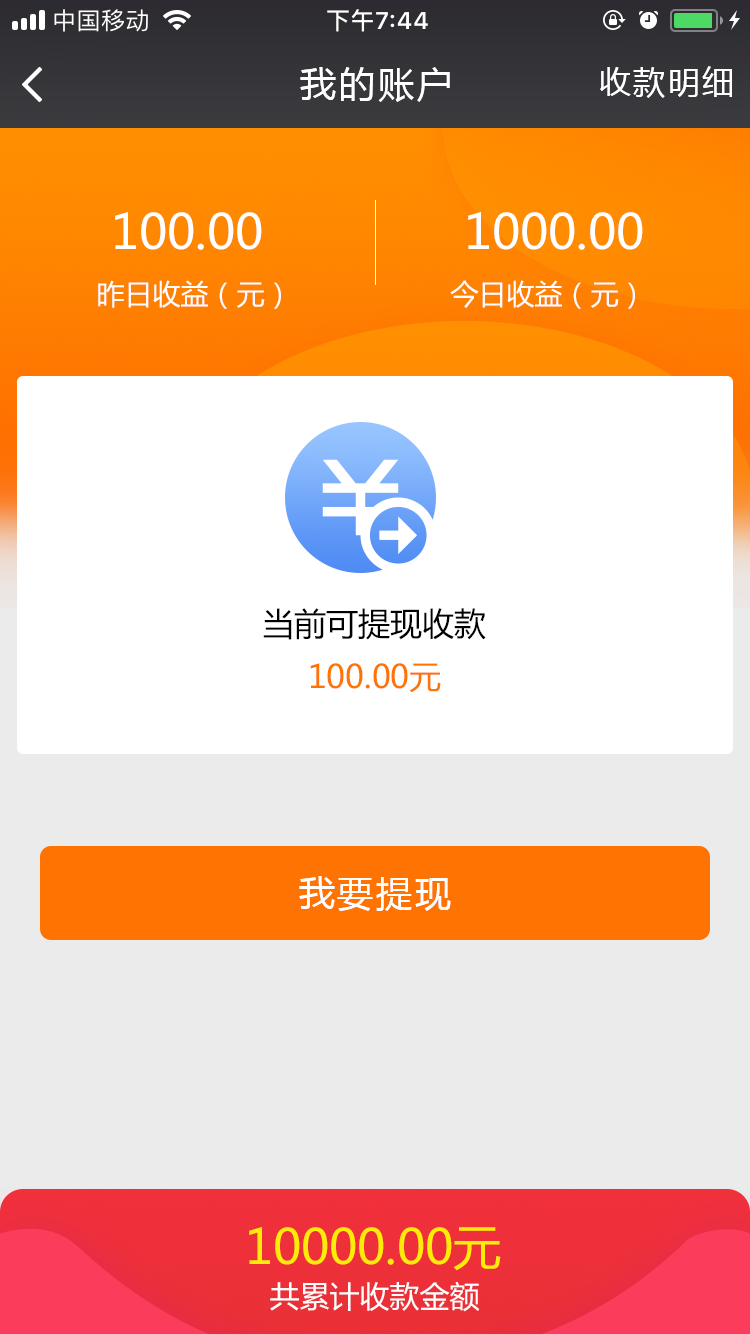 中国移动
下午7:44
我的账户
收款明细
100.00
1000.00
昨日收益(元)
今日收益(元)
当前可提现收款
100.00元
我要提现
10000.00元
共累计收款金额